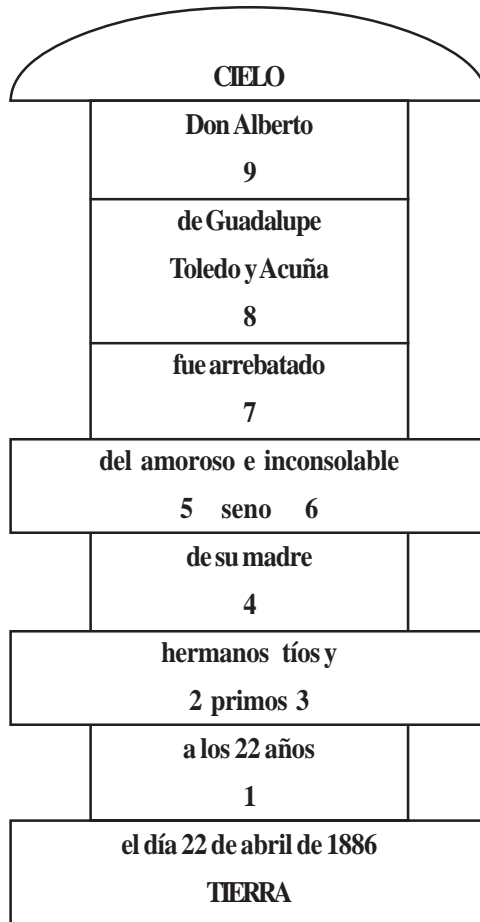 CIELO
Don Alberto
9
de Guadalupe
Toledo y Acuña
8
fue arrebatado
7
del amoroso e inconsolable
5 seno 6
de su madre
4
hermanos tíos y
2 primos 3
a los 22 años
1
el día 22 de abril de 1886
TIERRA